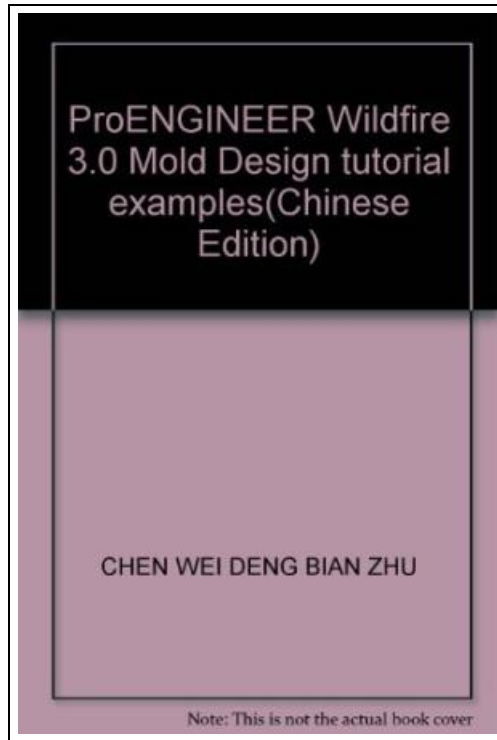 ProENGINEER Wildfire
3.0 Mold Design tutorial
examples(Chinese
Edition)
CHEN WEI DENG BIAN ZHU
Note: This is not the actual book cover